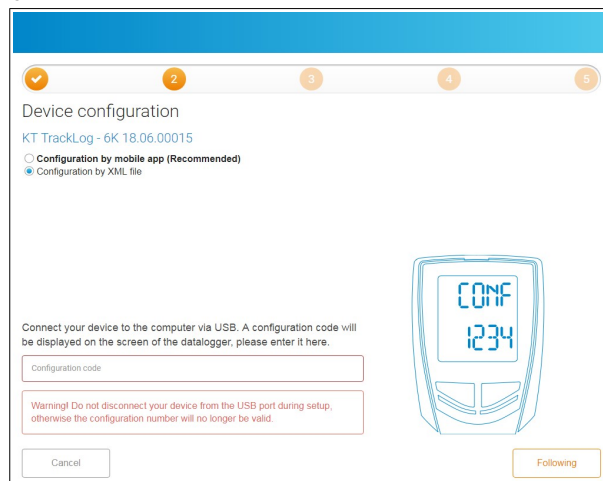 2
3
4
5
Device configuration
KT TrackLog - 6K 18.06.00015
Configuration by mobile app (Recommended)
Configuration by XML file
CONF
1234
Connect your device to the computer via USB. A configuration code will
be displayed on the screen of the datalogger, please enter it here.
Configuration code
Warning! Do not disconnect your device from the USB port during setup,
otherwise the configuration number will no longer be valid.
Cancel
Following